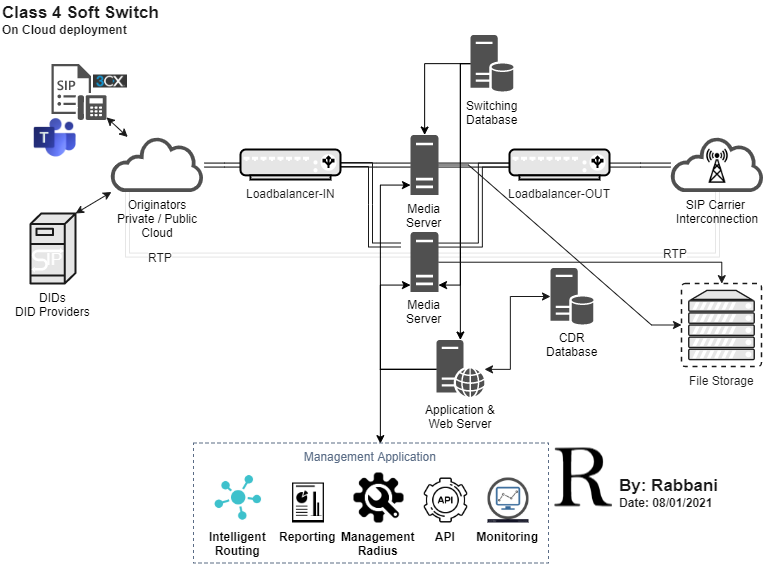 Class 4 Soft Switch
On Cloud deployment
SIP
3CX
T
Switching
Database
Originators
Private / Public
Cloud
Loadbalancer-IN
Media
Server
Loadbalancer-OUT
SIP Carrier
Interconnection
RTP
RTP
SIP
DIDs
DID Providers
Media
Server
CDR
Database
File Storage
Application &
Web Server
Management Application
API
Intelligent
Routing
Reporting
Management
Radius
API
Monitoring
R
By: Rabbani
Date: 08/01/2021